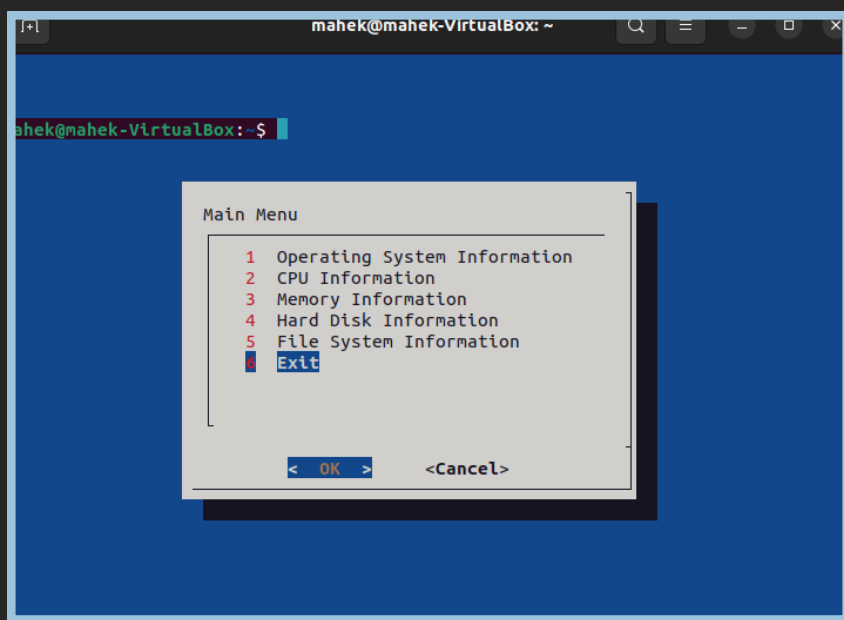 mahek@mahek-VirtualBox: ~
ahek@mahek-VirtualBox:~$
Main Menu
1 Operating System Information
2 CPU Information
3 Memory Information
4 Hard Disk Information
5 File System Information
6 Exit
< OK > <Cancel>